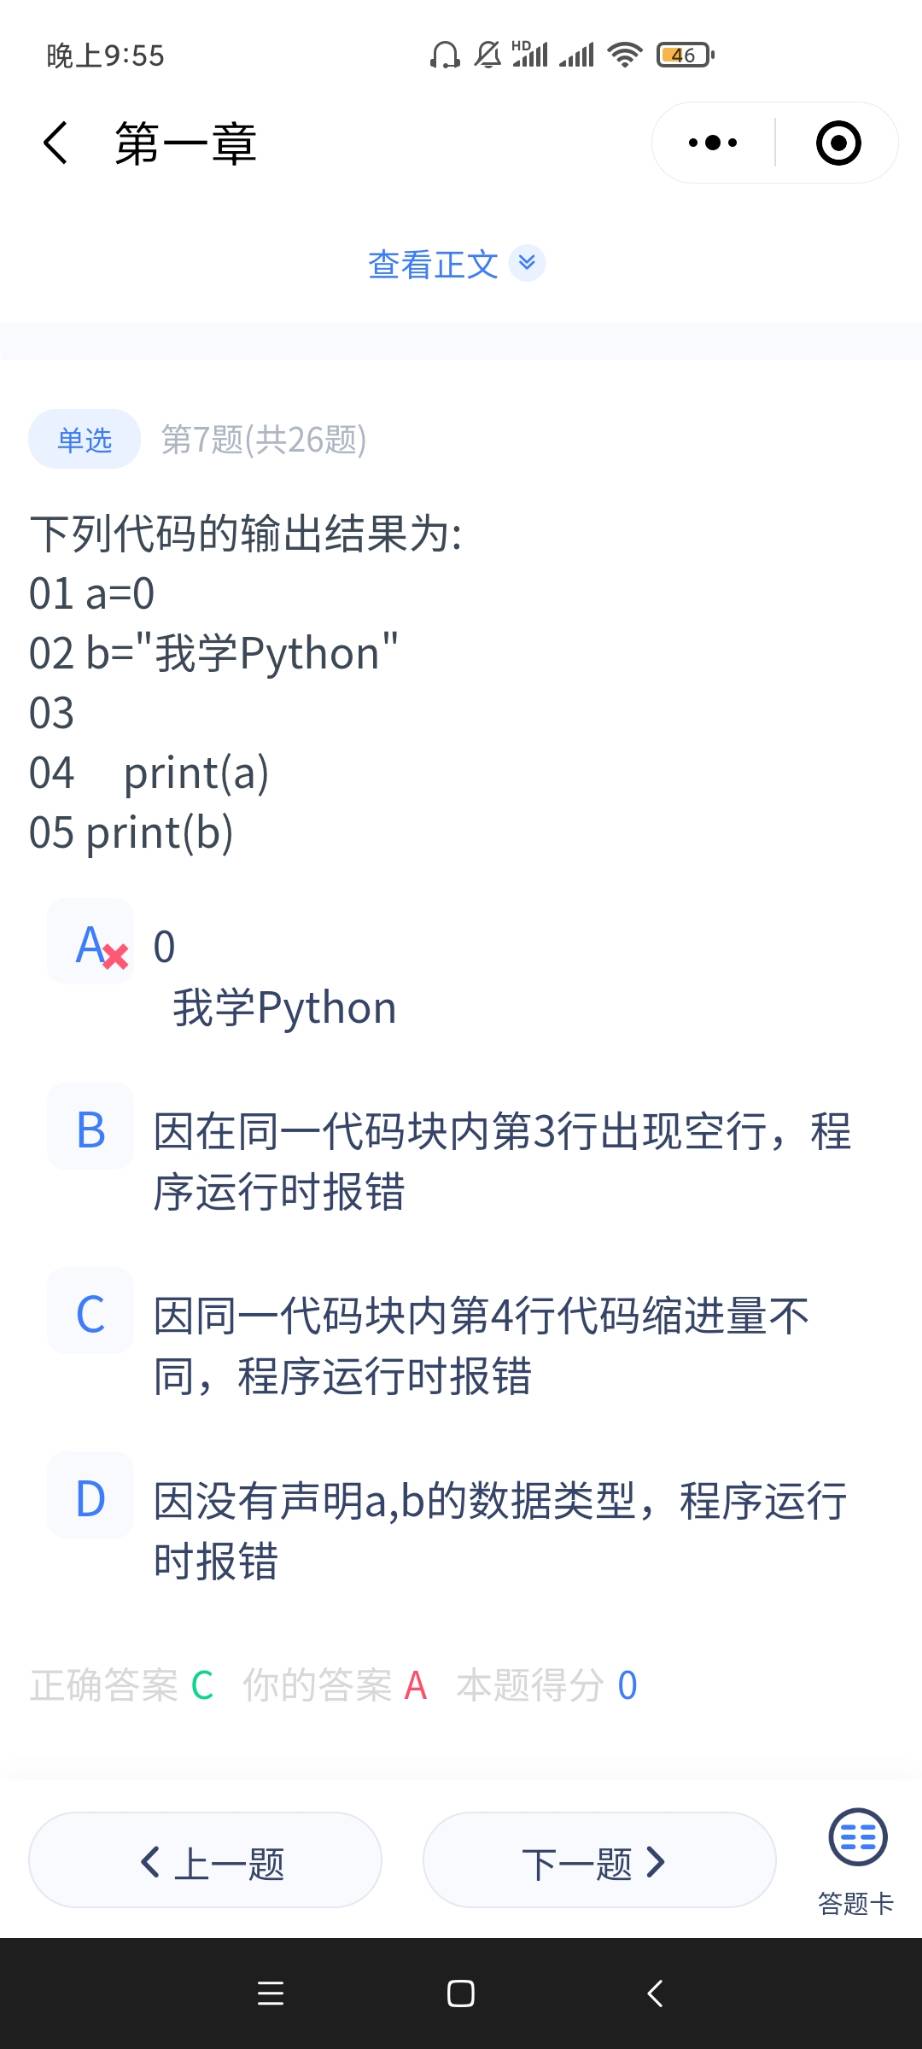 晚上9:55
HD
46
第一章
查看正文
单选 第7题(共26题)
下列代码的输出结果为:
01 a=0
02 b="我学Python"
03
04     print(a)
05 print(b)
A 0
我学Python
B 因在同一代码块内第3行出现空行，程
序运行时报错
C 因同一代码块内第4行代码缩进量不
同，程序运行时报错
D 因没有声明a,b的数据类型，程序运行
时报错
正确答案 C 你的答案 A 本题得分 0
上一题
下一题
答题卡